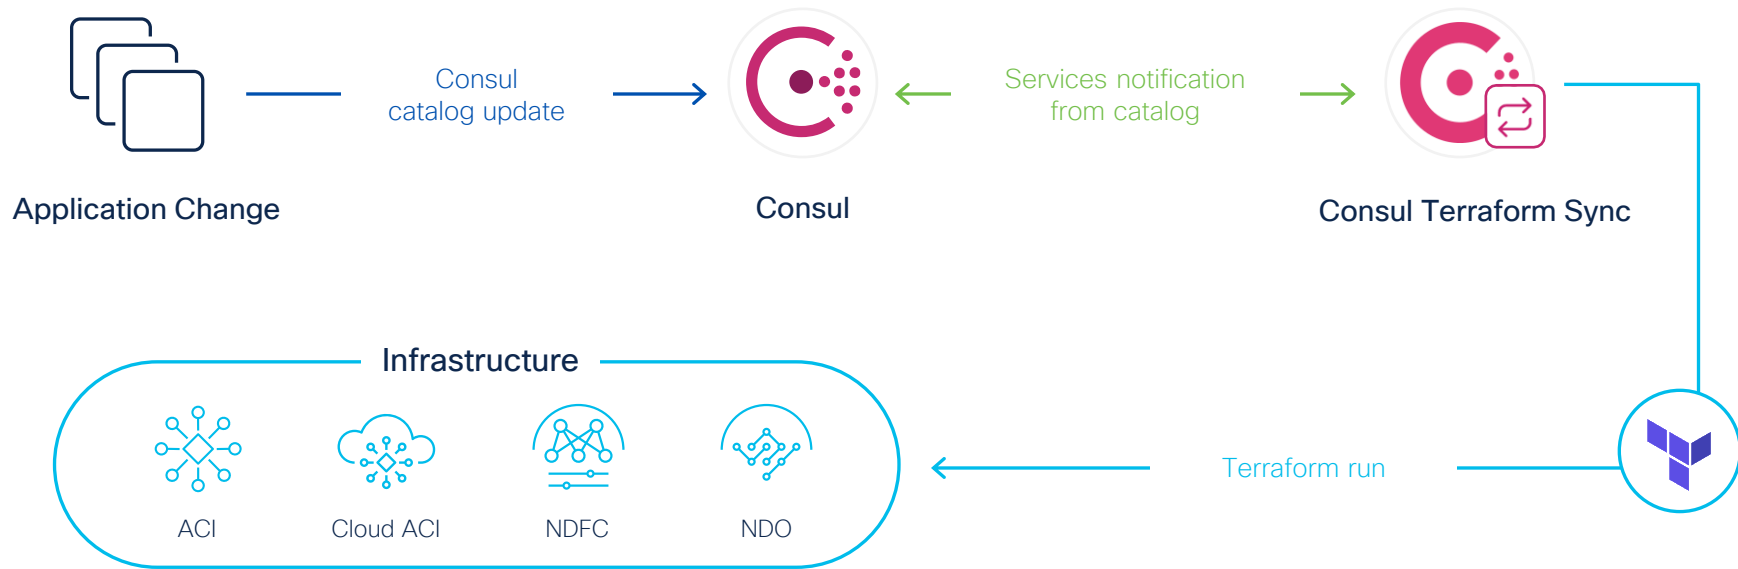 Consul
catalog update
Services notification
from catalog
Application Change
Consul
Consul Terraform Sync
Infrastructure
ACI
Cloud ACI
NDFC
NDO
Terraform run